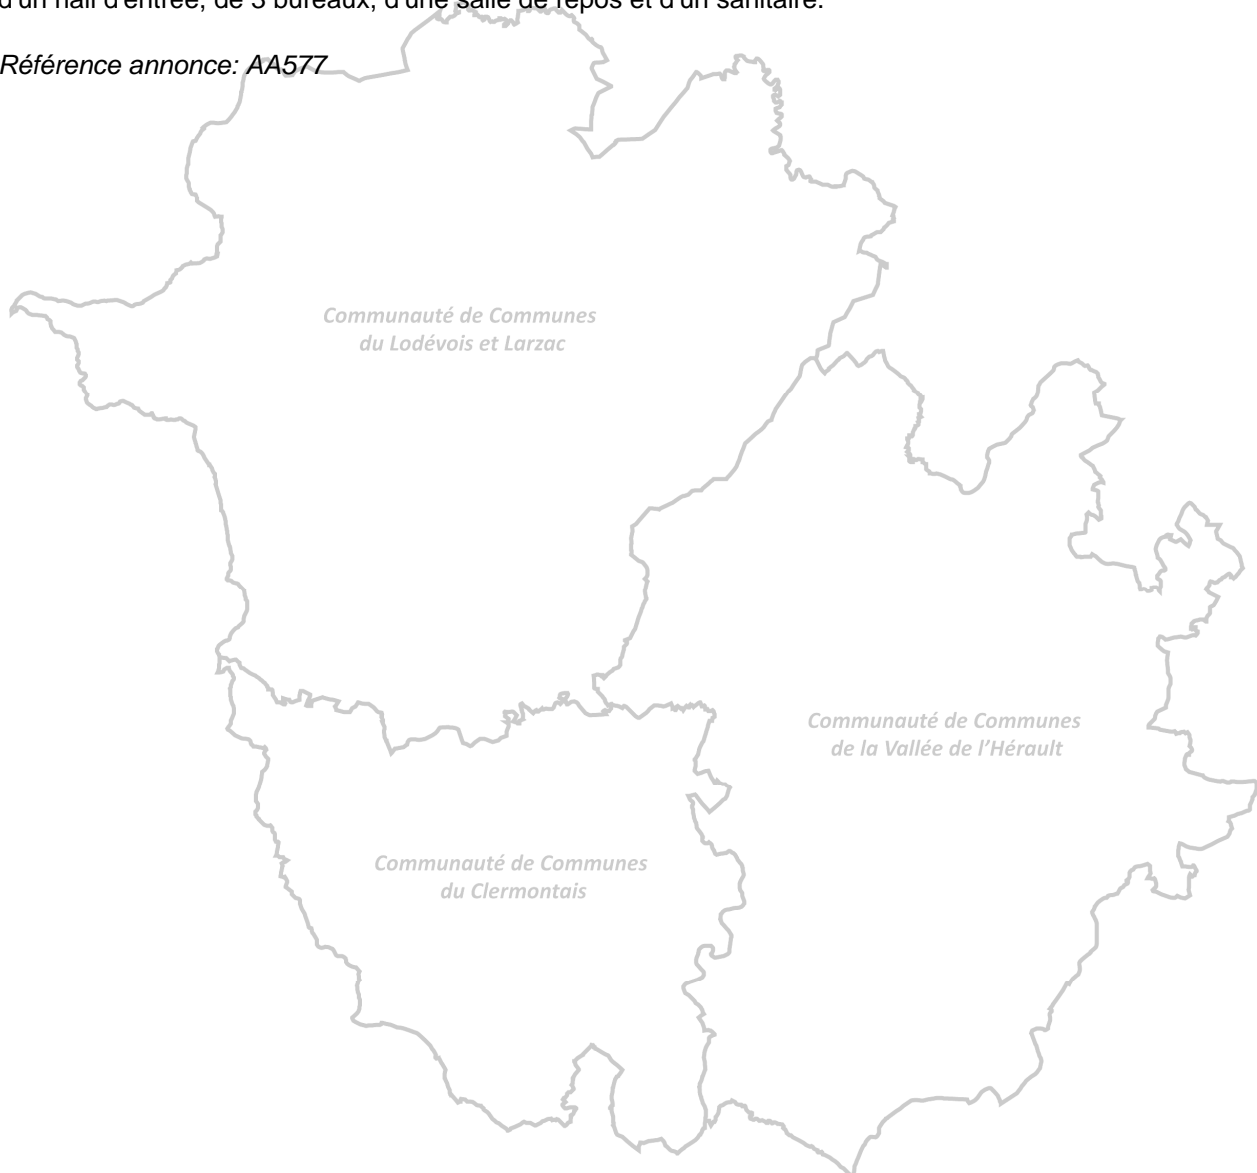 d'un hall d'entrée, de 3 bureaux, d'une salle de repos et d'un sanitaire.
Référence annonce: AA577
Communauté de Communes
du Lodévois et Larzac
Communauté de Communes
de la Vallée de l'Hérault
Communauté de Communes
du Clermontais